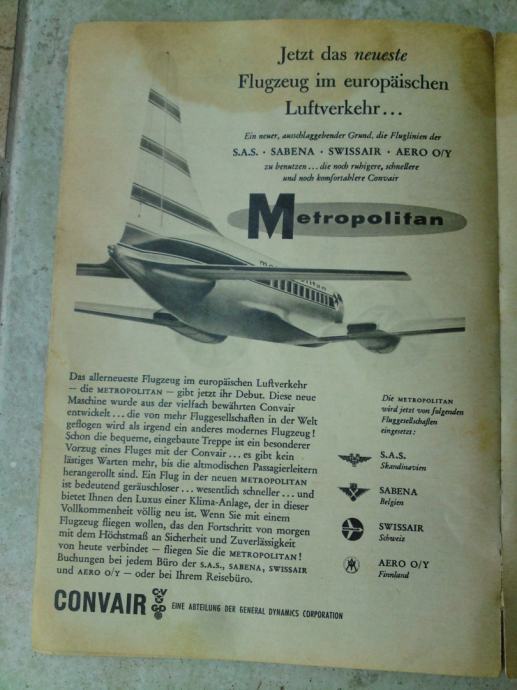 Jetzt das neueste
Flugzeug im europäischen
Luftverkehr...
Ein neuer, ausschlaggebender Grund, die Fluglinien der
S.A.S. · SABENA · SWISSAIR · AERO O/Y
zu benutzen ... die noch ruhigere, schnellere
und noch komfortablere Convair
Metropolitan
metropolitan
Das allerneueste Flugzeug im europäischen Luftverkehr
— die METROPOLITAN — gibt jetzt ihr Debut. Diese neue
Maschine wurde aus der vielfach bewährten Convair
entwickelt... die von mehr Fluggesellschaften in der Welt
geflogen wird als irgend ein anderes modernes Flugzeug!
Schon die bequeme, eingebaute Treppe ist ein besonderer
Vorzug eines Fluges mit der Convair... es gibt kein
lästiges Warten mehr, bis die altmodischen Passagierleitern
herangerollt sind. Ein Flug in der neuen METROPOLITAN
ist bedeutend geräuschloser... wesentlich schneller... und
bietet Ihnen den Luxus einer Klima-Anlage, der in dieser
Vollkommenheit völlig neu ist. Wenn Sie mit einem
Flugzeug fliegen wollen, das den Fortschritt von morgen
mit dem Höchstmaß an Sicherheit und Zuverlässigkeit
von heute verbindet — fliegen Sie die METROPOLITAN!
Buchungen bei jedem Büro der S.A.S., SABENA, SWISSAIR
und AERO O/Y — oder bei Ihrem Reisebüro.
Die METROPOLITAN
wird jetzt von folgenden
Fluggesellschaften
eingesetzt:
S.A.S.
Skandinavien
SABENA
Belgien
SWISSAIR
Schweiz
AERO O/Y
Finnland
CONVAIR
EINE ABTEILUNG DER GENERAL DYNAMICS CORPORATION